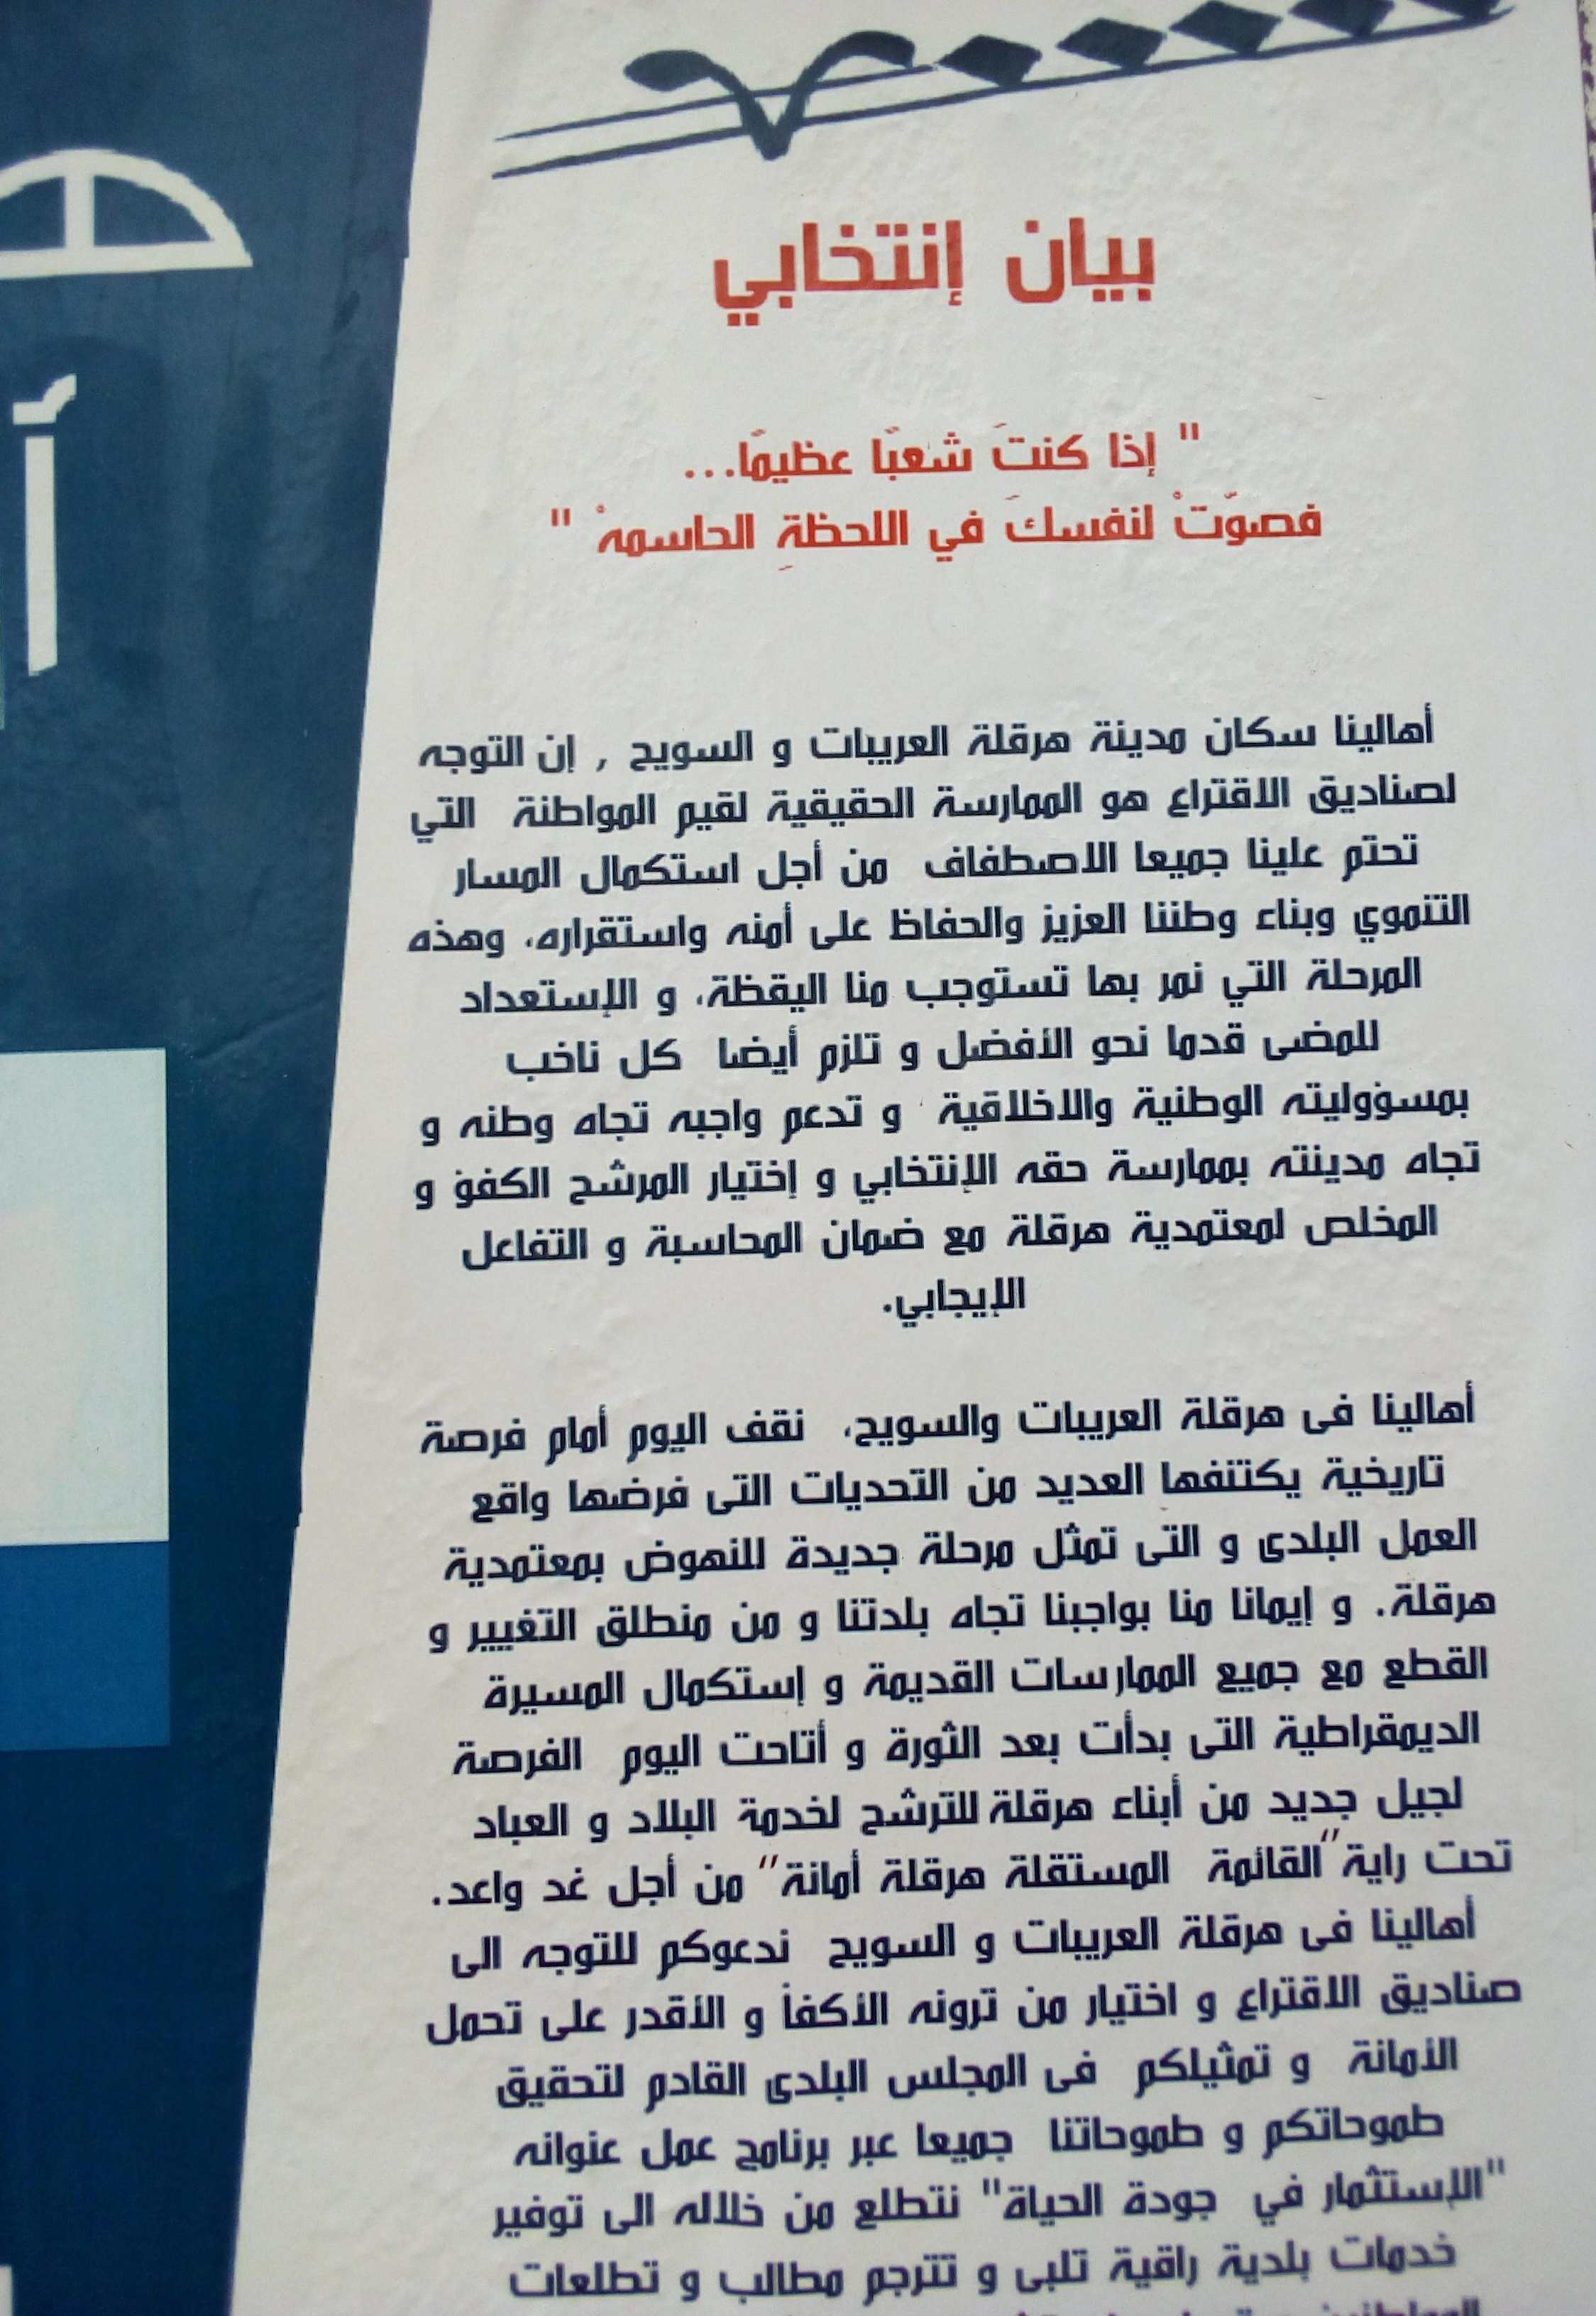 بيان إنتخابي
" إذا كنتَ شعبًا عظيمًا...
فصوّتْ لنفسكَ في اللحظةِ الحاسمهْ "
أهالينا سكان مدينة هرقلة العريبات و السويح , إن التوجه
لصناديق الاقتراع هو الممارسة الحقيقية لقيم المواطنة التي
تحتم علينا جميعا الاصطفاف من أجل استكمال المسار
التنموي وبناء وطننا العزيز والحفاظ على أمنه واستقراره، وهذه
المرحلة التي نمر بها تستوجب منا اليقظة، و الإستعداد
للمضى قدما نحو الأفضل و تلزم أيضا كل ناخب
بمسؤوليته الوطنية والاخلاقية و تدعم واجبه تجاه وطنه و
تجاه مدينته بممارسة حقه الإنتخابي و إختيار المرشح الكفؤ و
المخلص لمعتمدية هرقلة مع ضمان المحاسبة و التفاعل
الإيجابي.
أهالينا فى هرقلة العريبات والسويح، نقف اليوم أمام فرصة
تاريخية يكتنفها العديد من التحديات التى فرضها واقع
العمل البلدى و التى تمثل مرحلة جديدة للنهوض بمعتمدية
هرقلة. و إيمانا منا بواجبنا تجاه بلدتنا و من منطلق التغيير و
القطع مع جميع الممارسات القديمة و إستكمال المسيرة
الديمقراطية التى بدأت بعد الثورة و أتاحت اليوم الفرصة
لجيل جديد من أبناء هرقلة للترشح لخدمة البلاد و العباد
تحت راية "القائمة المستقلة هرقلة أمانة" من أجل غد واعد.
أهالينا فى هرقلة العريبات و السويح ندعوكم للتوجه الى
صناديق الاقتراع و اختيار من ترونه الأكفأ و الأقدر على تحمل
الأمانة و تمثيلكم فى المجلس البلدى القادم لتحقيق
طموحاتكم و طموحاتنا جميعا عبر برنامج عمل عنوانه
"الإستثمار في جودة الحياة" نتطلع من خلاله الى توفير
خدمات بلدية راقية تلبى و تترجم مطالب و تطلعات